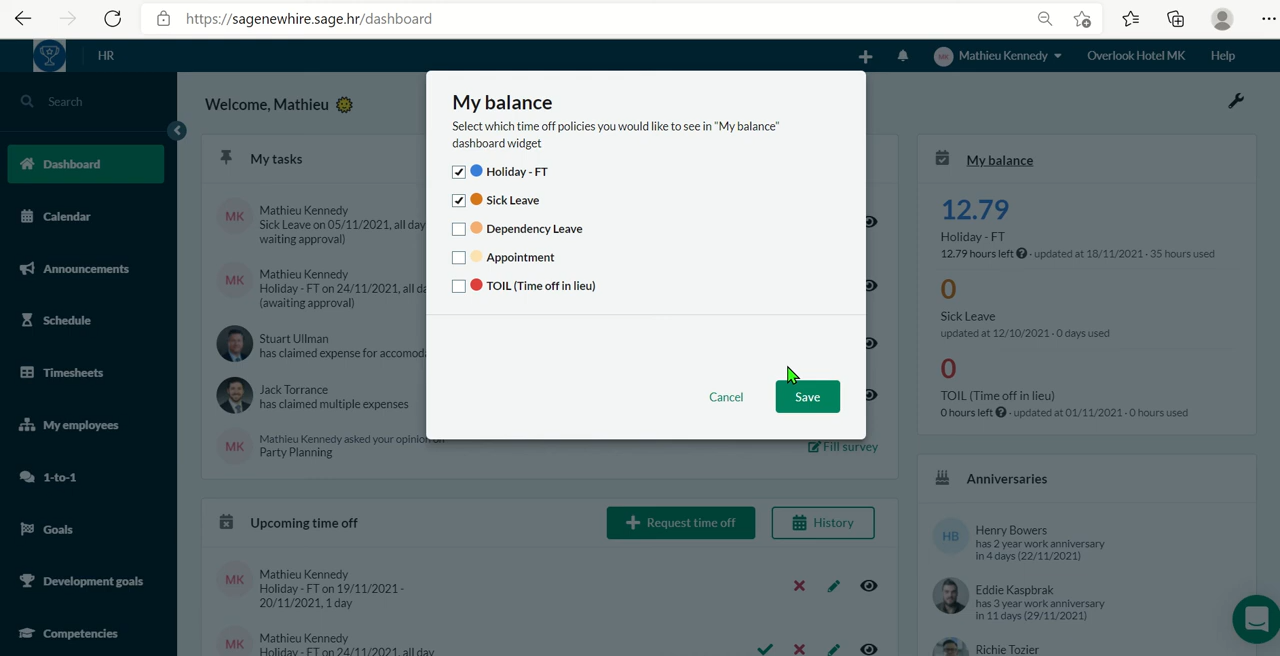 https://sagenewhire.sage.hr/dashboard
HR
MK
Mathieu Kennedy
Overlook Hotel MK
Help
Search
Dashboard
Calendar
Announcements
Schedule
Timesheets
My employees
1-to-1
Goals
Development goals
Competencies
Welcome, Mathieu
My tasks
MK
Mathieu Kennedy
Sick Leave on 05/11/2021, all day
waiting approval)
MK
Mathieu Kennedy
Holiday - FT on 24/11/2021, all da
(awaiting approval)
Stuart Ullman
has claimed expense for accomoda
Jack Torrance
has claimed multiple expenses
MK
Mathieu Kennedy asked your opinion on
Party Planning
Fill survey
Upcoming time off
Request time off
History
MK
Mathieu Kennedy
Holiday - FT on 19/11/2021 -
20/11/2021, 1 day
MK
Mathieu Kennedy
Holiday - FT on 24/11/2021, all day
My balance
Select which time off policies you would like to see in "My balance"
dashboard widget
Holiday - FT
Sick Leave
Dependency Leave
Appointment
TOIL (Time off in lieu)
Cancel
Save
My balance
12.79
Holiday - FT
12.79 hours left ? - updated at 18/11/2021 - 35 hours used
0
Sick Leave
updated at 12/10/2021 - 0 days used
0
TOIL (Time off in lieu)
0 hours left ? - updated at 01/11/2021 - 0 hours used
Anniversaries
HB
Henry Bowers
has 2 year work anniversary
in 4 days (22/11/2021)
Eddie Kaspbrak
has 3 year work anniversary
in 11 days (29/11/2021)
Richie Tozier